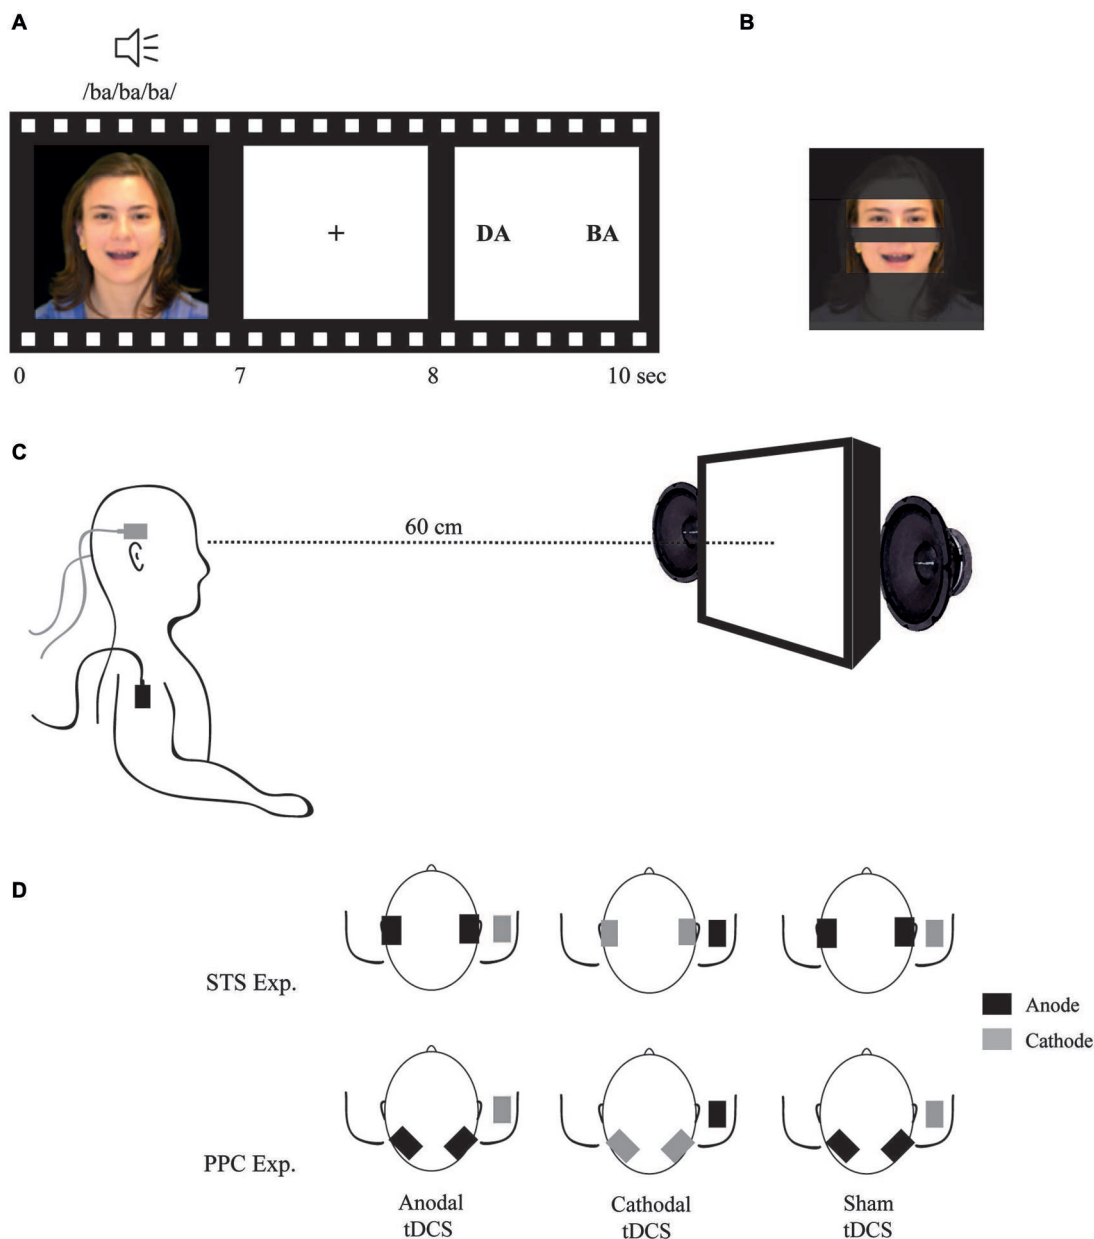 A
B
/ba/ba/ba/
+
DA
BA
0
7
8
10 sec
C
60 cm
D
STS Exp.
Anode
Cathode
PPC Exp.
Anodal
tDCS
Cathodal
tDCS
Sham
tDCS